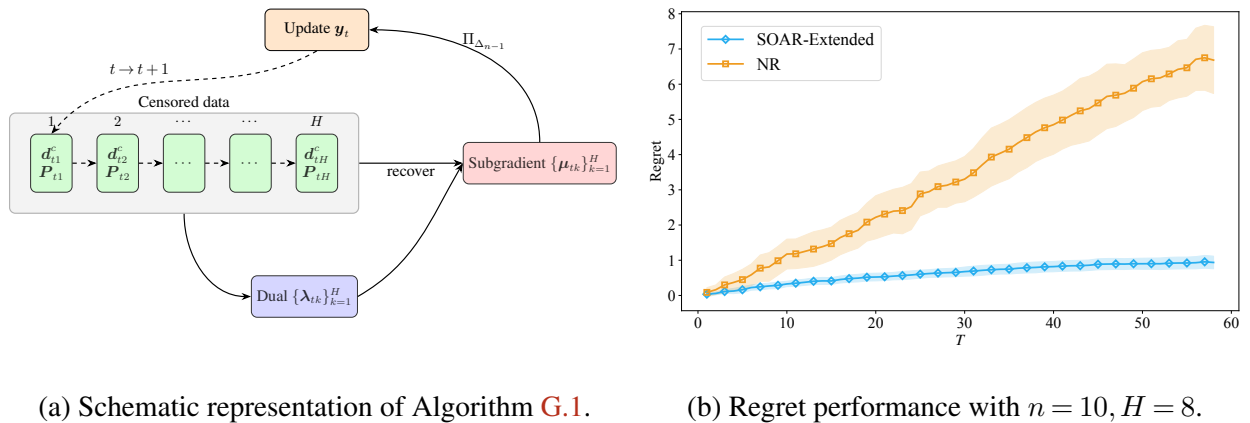 Update y_t
Π_{Δ_{n−1}}
t→t+1
Censored data
1 2 ⋯ ⋯ H
d^c_{t1} d^c_{t2} ⋯ ⋯ d^c_{tH}
P_{t1} P_{t2} P_{tH}
recover
Subgradient {μ_{tk}}^H_{k=1}
Dual {λ_{tk}}^H_{k=1}
(a) Schematic representation of Algorithm G.1.
8
7
6
5
4
3
2
1
0
Regret
SOAR-Extended
NR
0 10 20 30 40 50 60
T
(b) Regret performance with n = 10, H = 8.